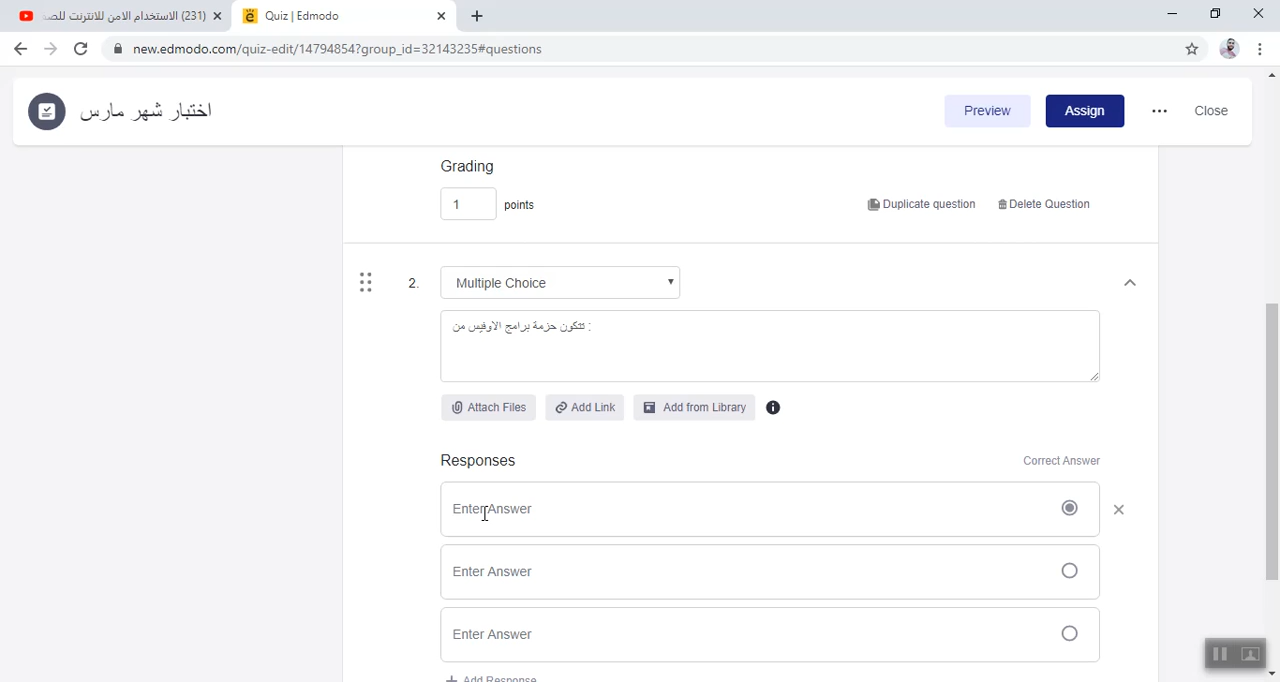 (231) الاستخدام الامن للانترنت للصـ
Quiz | Edmodo
new.edmodo.com/quiz-edit/14794854?group_id=32143235#questions
اختبار شهر مارس
Preview
Assign
Close
Grading
1 points
Duplicate question
Delete Question
2. Multiple Choice
تتكون حزمة برامج الاوفيس من :
Attach Files
Add Link
Add from Library
Responses
Correct Answer
Enter Answer
Enter Answer
Enter Answer
+ Add Response